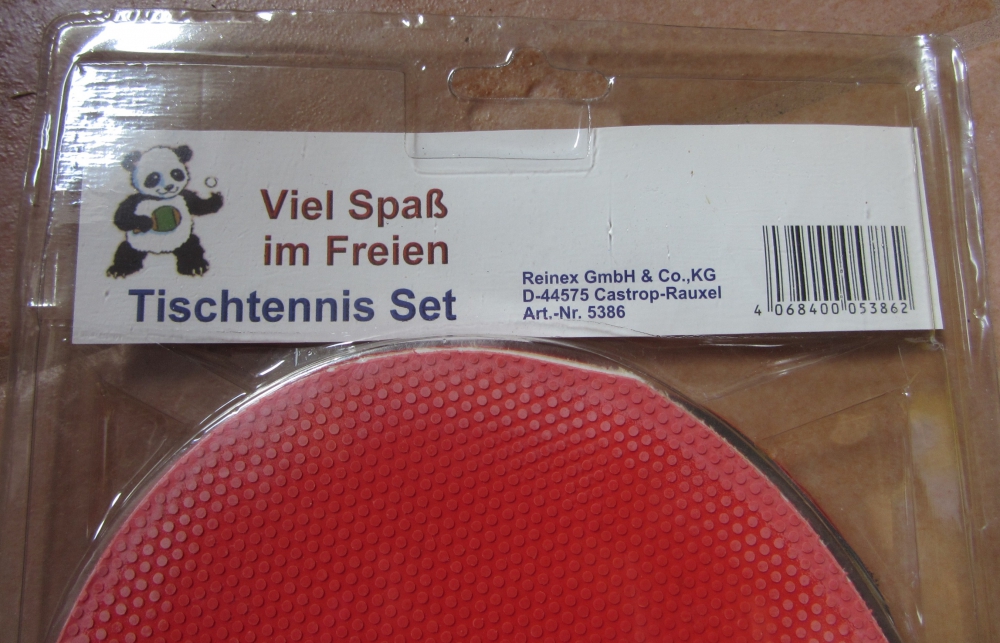 Viel Spaß
im Freien
Tischtennis Set
Reinex GmbH & Co.,KG
D-44575 Castrop-Rauxel
Art.-Nr. 5386
4 068400 053862